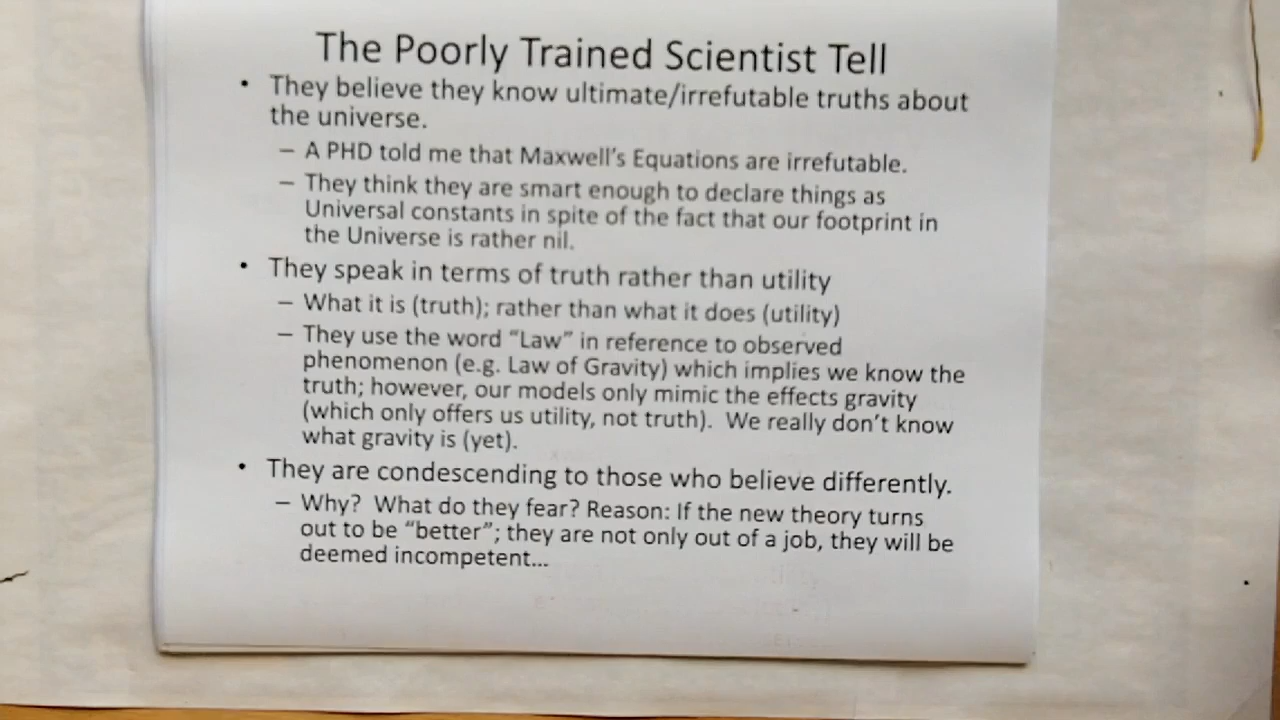 The Poorly Trained Scientist Tell
• They believe they know ultimate/irrefutable truths about
the universe.
– A PHD told me that Maxwell's Equations are irrefutable.
– They think they are smart enough to declare things as
Universal constants in spite of the fact that our footprint in
the Universe is rather nil.
• They speak in terms of truth rather than utility
– What it is (truth); rather than what it does (utility)
– They use the word "Law" in reference to observed
phenomenon (e.g. Law of Gravity) which implies we know the
truth; however, our models only mimic the effects gravity
(which only offers us utility, not truth).  We really don't know
what gravity is (yet).
• They are condescending to those who believe differently.
– Why?  What do they fear? Reason: If the new theory turns
out to be "better"; they are not only out of a job, they will be
deemed incompetent...